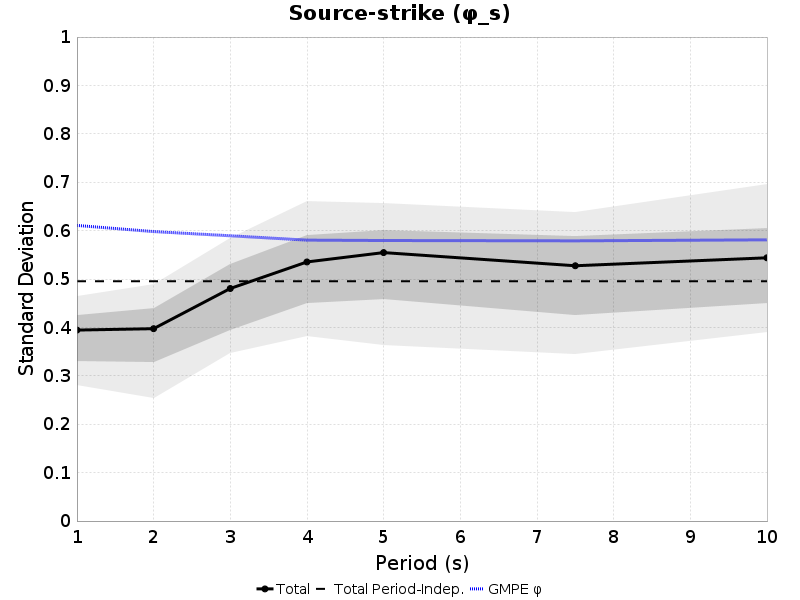 Source-strike (φ_s)
1
0.9
0.8
0.7
0.6
0.5
0.4
0.3
0.2
0.1
0
Standard Deviation
1 2 3 4 5 6 7 8 9 10
Period (s)
Total Total Period-Indep. GMPE φ